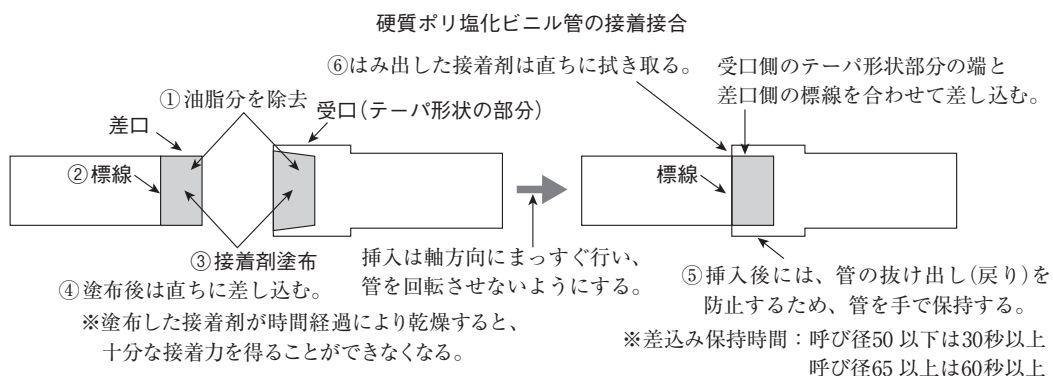 硬質ポリ塩化ビニル管の接着接合
⑥はみ出した接着剤は直ちに拭き取る。
受口側のテーパ形状部分の端と
差口側の標線を合わせて差し込む。
①油脂分を除去
受口(テーパ形状の部分)
差口
②標線
標線
③接着剤塗布
④塗布後は直ちに差し込む。
※塗布した接着剤が時間経過により乾燥すると、
十分な接着力を得ることができなくなる。
挿入は軸方向にまっすぐ行い、
管を回転させないようにする。
⑤挿入後には、管の抜け出し(戻り)を
防止するため、管を手で保持する。
※差込み保持時間：呼び径50 以下は30秒以上
呼び径65 以上は60秒以上